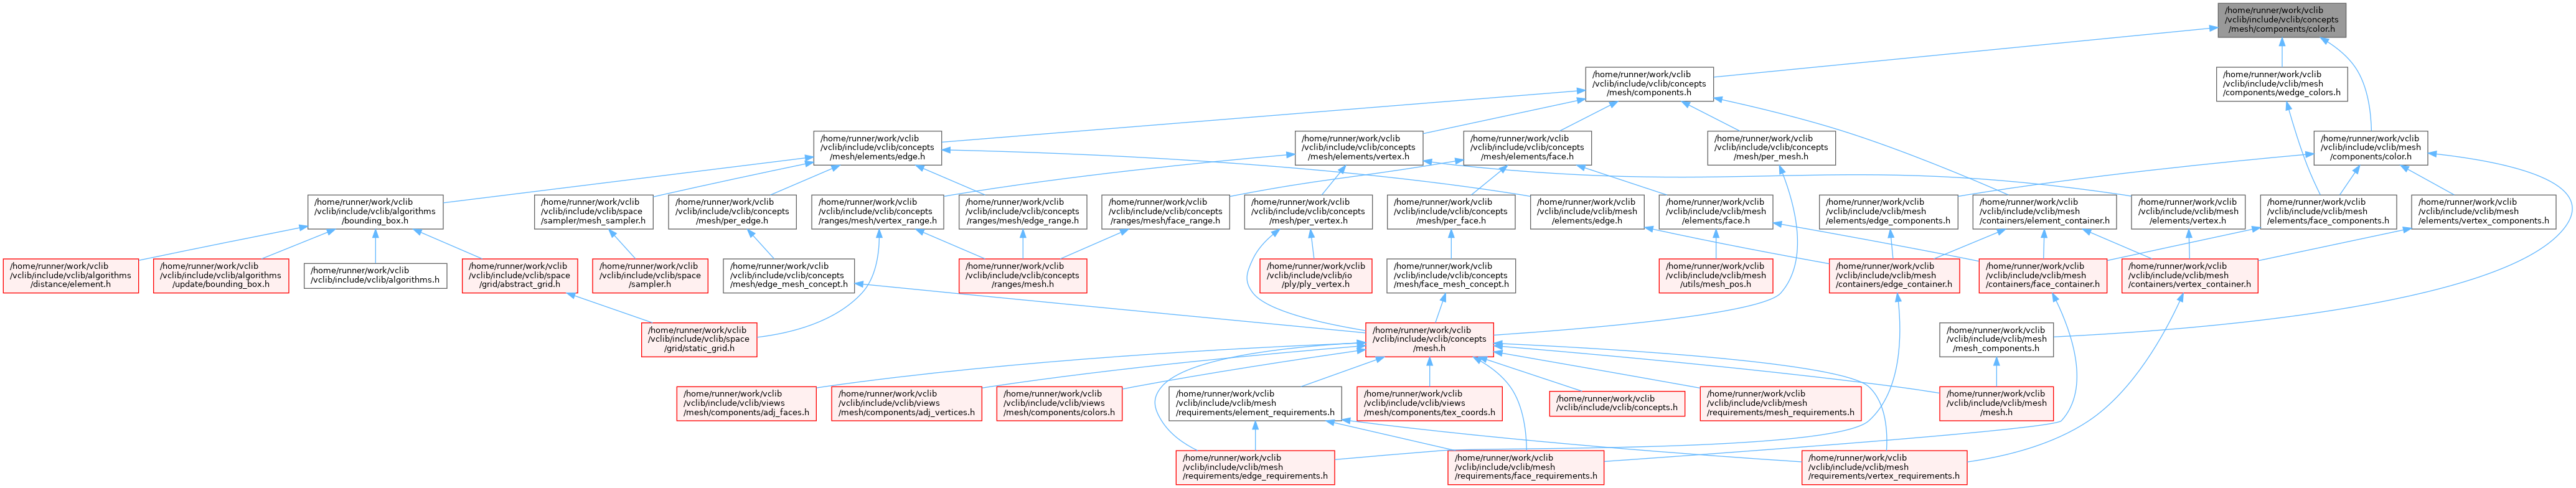 /home/runner/work/vclib
/vclib/include/vclib/concepts
/mesh/components/color.h
/home/runner/work/vclib
/vclib/include/vclib/concepts
/mesh/components.h
/home/runner/work/vclib
/vclib/include/vclib/mesh
/components/wedge_colors.h
/home/runner/work/vclib
/vclib/include/vclib/concepts
/mesh/elements/edge.h
/home/runner/work/vclib
/vclib/include/vclib/concepts
/mesh/elements/vertex.h
/home/runner/work/vclib
/vclib/include/vclib/concepts
/mesh/elements/face.h
/home/runner/work/vclib
/vclib/include/vclib/concepts
/mesh/per_mesh.h
/home/runner/work/vclib
/vclib/include/vclib/mesh
/components/color.h
/home/runner/work/vclib
/vclib/include/vclib/algorithms
/bounding_box.h
/home/runner/work/vclib
/vclib/include/vclib/space
/sampler/mesh_sampler.h
/home/runner/work/vclib
/vclib/include/vclib/concepts
/mesh/per_edge.h
/home/runner/work/vclib
/vclib/include/vclib/concepts
/ranges/mesh/vertex_range.h
/home/runner/work/vclib
/vclib/include/vclib/concepts
/ranges/mesh/edge_range.h
/home/runner/work/vclib
/vclib/include/vclib/concepts
/ranges/mesh/face_range.h
/home/runner/work/vclib
/vclib/include/vclib/concepts
/mesh/per_vertex.h
/home/runner/work/vclib
/vclib/include/vclib/concepts
/mesh/per_face.h
/home/runner/work/vclib
/vclib/include/vclib/mesh
/elements/edge.h
/home/runner/work/vclib
/vclib/include/vclib/mesh
/elements/face.h
/home/runner/work/vclib
/vclib/include/vclib/mesh
/elements/edge_components.h
/home/runner/work/vclib
/vclib/include/vclib/mesh
/containers/element_container.h
/home/runner/work/vclib
/vclib/include/vclib/mesh
/elements/vertex.h
/home/runner/work/vclib
/vclib/include/vclib/mesh
/elements/face_components.h
/home/runner/work/vclib
/vclib/include/vclib/mesh
/elements/vertex_components.h
/home/runner/work/vclib
/vclib/include/vclib/algorithms
/distance/element.h
/home/runner/work/vclib
/vclib/include/vclib/algorithms
/update/bounding_box.h
/home/runner/work/vclib
/vclib/include/vclib/algorithms.h
/home/runner/work/vclib
/vclib/include/vclib/space
/grid/abstract_grid.h
/home/runner/work/vclib
/vclib/include/vclib/space
/sampler.h
/home/runner/work/vclib
/vclib/include/vclib/concepts
/mesh/edge_mesh_concept.h
/home/runner/work/vclib
/vclib/include/vclib/concepts
/ranges/mesh.h
/home/runner/work/vclib
/vclib/include/vclib/io
/ply/ply_vertex.h
/home/runner/work/vclib
/vclib/include/vclib/concepts
/mesh/face_mesh_concept.h
/home/runner/work/vclib
/vclib/include/vclib/mesh
/utils/mesh_pos.h
/home/runner/work/vclib
/vclib/include/vclib/mesh
/containers/edge_container.h
/home/runner/work/vclib
/vclib/include/vclib/mesh
/containers/face_container.h
/home/runner/work/vclib
/vclib/include/vclib/mesh
/containers/vertex_container.h
/home/runner/work/vclib
/vclib/include/vclib/space
/grid/static_grid.h
/home/runner/work/vclib
/vclib/include/vclib/concepts
/mesh.h
/home/runner/work/vclib
/vclib/include/vclib/mesh
/mesh_components.h
/home/runner/work/vclib
/vclib/include/vclib/views
/mesh/components/adj_faces.h
/home/runner/work/vclib
/vclib/include/vclib/views
/mesh/components/adj_vertices.h
/home/runner/work/vclib
/vclib/include/vclib/views
/mesh/components/colors.h
/home/runner/work/vclib
/vclib/include/vclib/mesh
/requirements/element_requirements.h
/home/runner/work/vclib
/vclib/include/vclib/views
/mesh/components/tex_coords.h
/home/runner/work/vclib
/vclib/include/vclib/concepts.h
/home/runner/work/vclib
/vclib/include/vclib/mesh
/requirements/mesh_requirements.h
/home/runner/work/vclib
/vclib/include/vclib/mesh
/mesh.h
/home/runner/work/vclib
/vclib/include/vclib/mesh
/requirements/edge_requirements.h
/home/runner/work/vclib
/vclib/include/vclib/mesh
/requirements/face_requirements.h
/home/runner/work/vclib
/vclib/include/vclib/mesh
/requirements/vertex_requirements.h